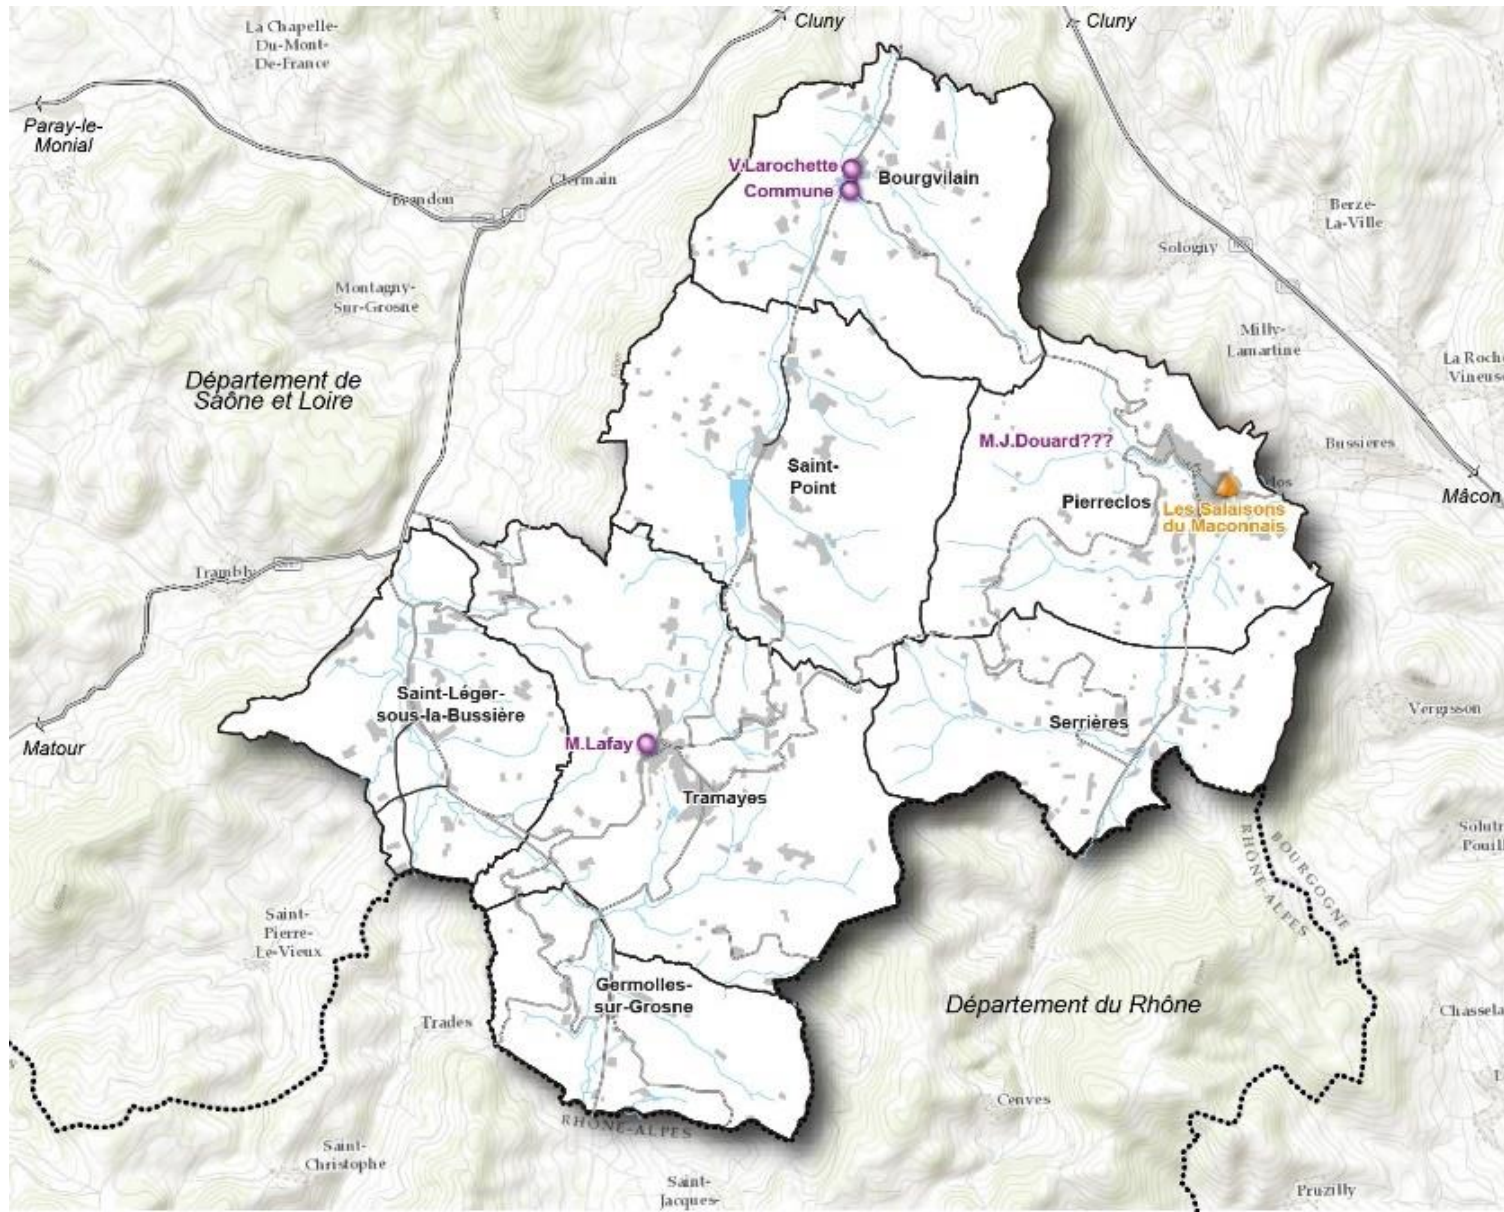 La Chapelle-
Du-Mont-
De-France
Cluny
Cluny
Paray-le-
Monial
Clermain
Brandon
V.Larochette
Commune
Bourgvilain
Berze-
La-Ville
Sologny
Montagny-
Sur-Grosne
Milly-
Lamartine
La Roche
Vineuse
Département de
Saône et Loire
M.J.Douard???
Bussières
Saint-
Point
Pierreclos
Les Salaisons
du Maconnais
Mâcon
Trambly
Saint-Léger-
sous-la-Bussière
Serrières
Vergisson
Matour
M.Lafay
Tramayes
Solutr
Pouill
BOURGOGNE
RHÔNE-ALPES
Saint-
Pierre-
Le-Vieux
Germolles-
sur-Grosne
Département du Rhône
Trades
Chassela
Cenves
RHÔNE-ALPES
Saint-
Christophe
Saint-
Jacques-
Pruzilly